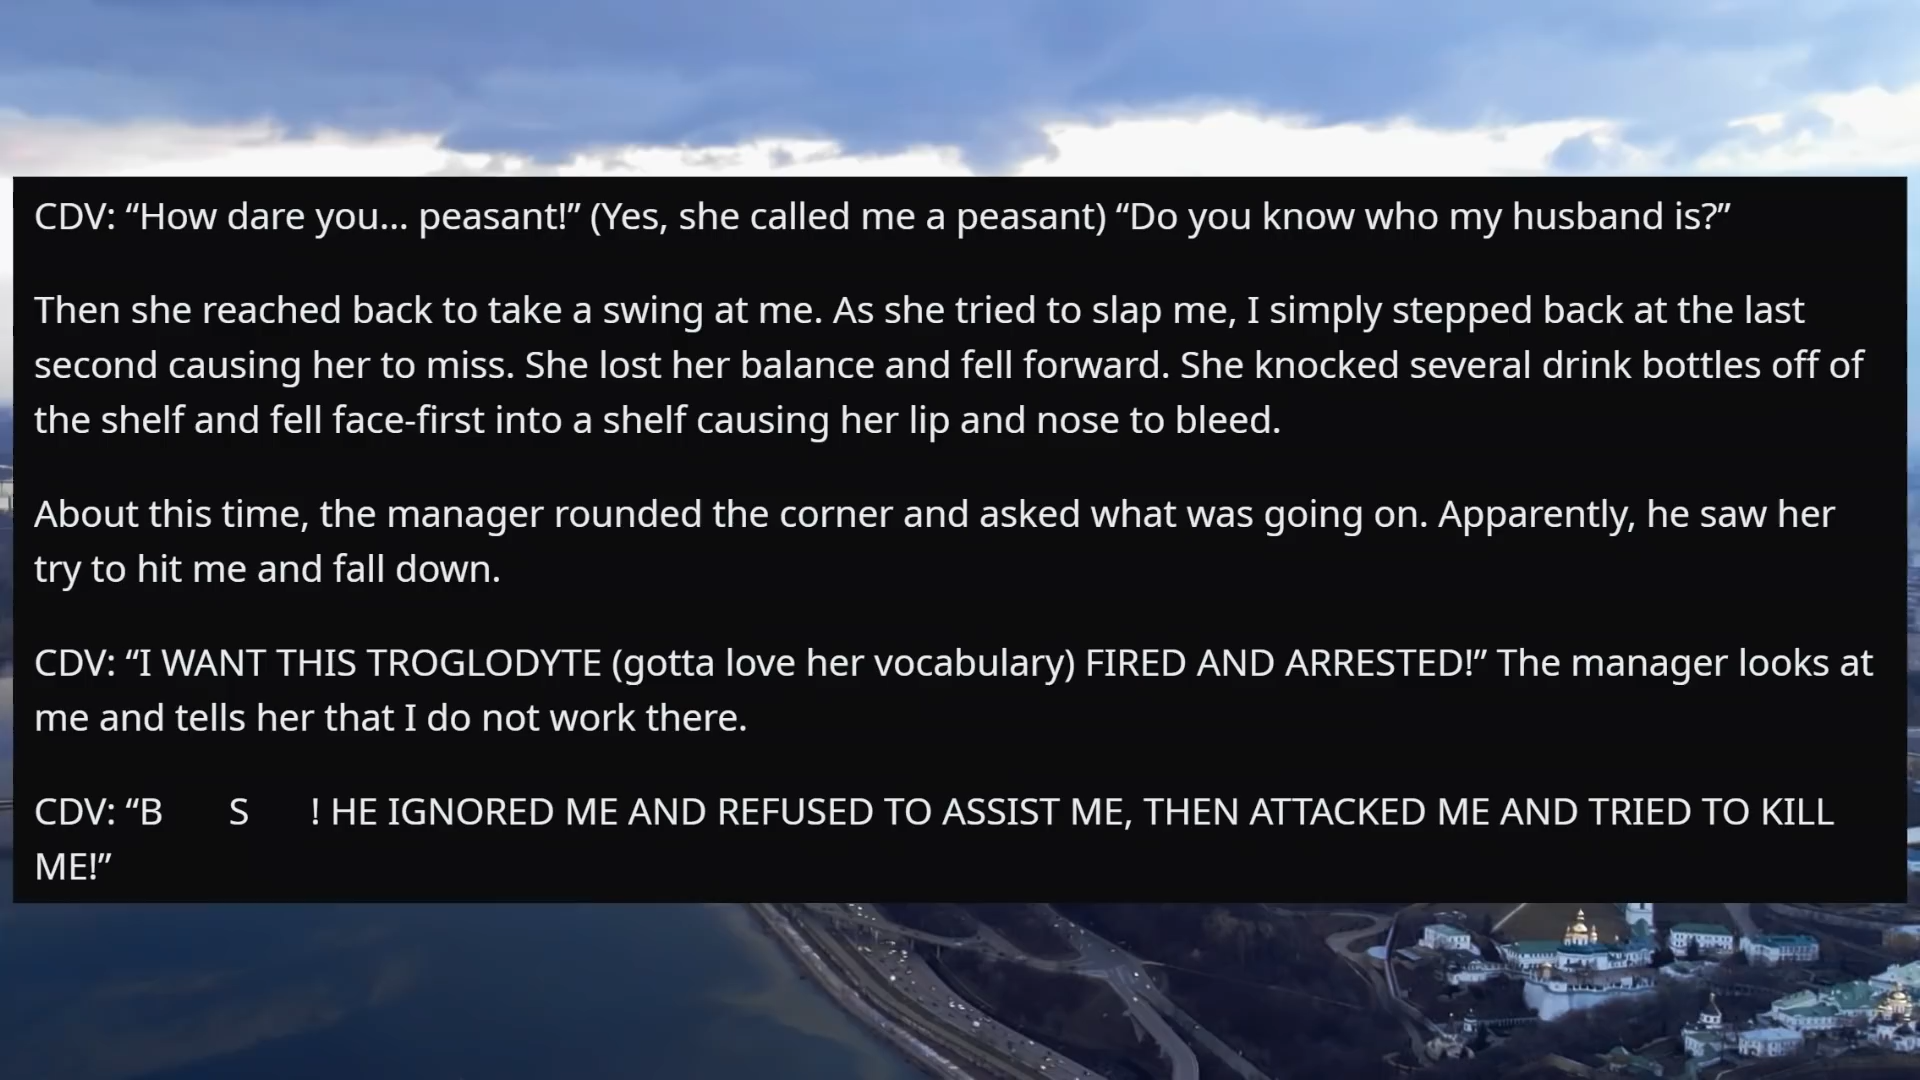 CDV: “How dare you... peasant!” (Yes, she called me a peasant) “Do you know who my husband is?”
Then she reached back to take a swing at me. As she tried to slap me, I simply stepped back at the last
second causing her to miss. She lost her balance and fell forward. She knocked several drink bottles off of
the shelf and fell face-first into a shelf causing her lip and nose to bleed.
About this time, the manager rounded the corner and asked what was going on. Apparently, he saw her
try to hit me and fall down.
CDV: “I WANT THIS TROGLODYTE (gotta love her vocabulary) FIRED AND ARRESTED!” The manager looks at
me and tells her that I do not work there.
CDV: “B S ! HE IGNORED ME AND REFUSED TO ASSIST ME, THEN ATTACKED ME AND TRIED TO KILL
ME!”